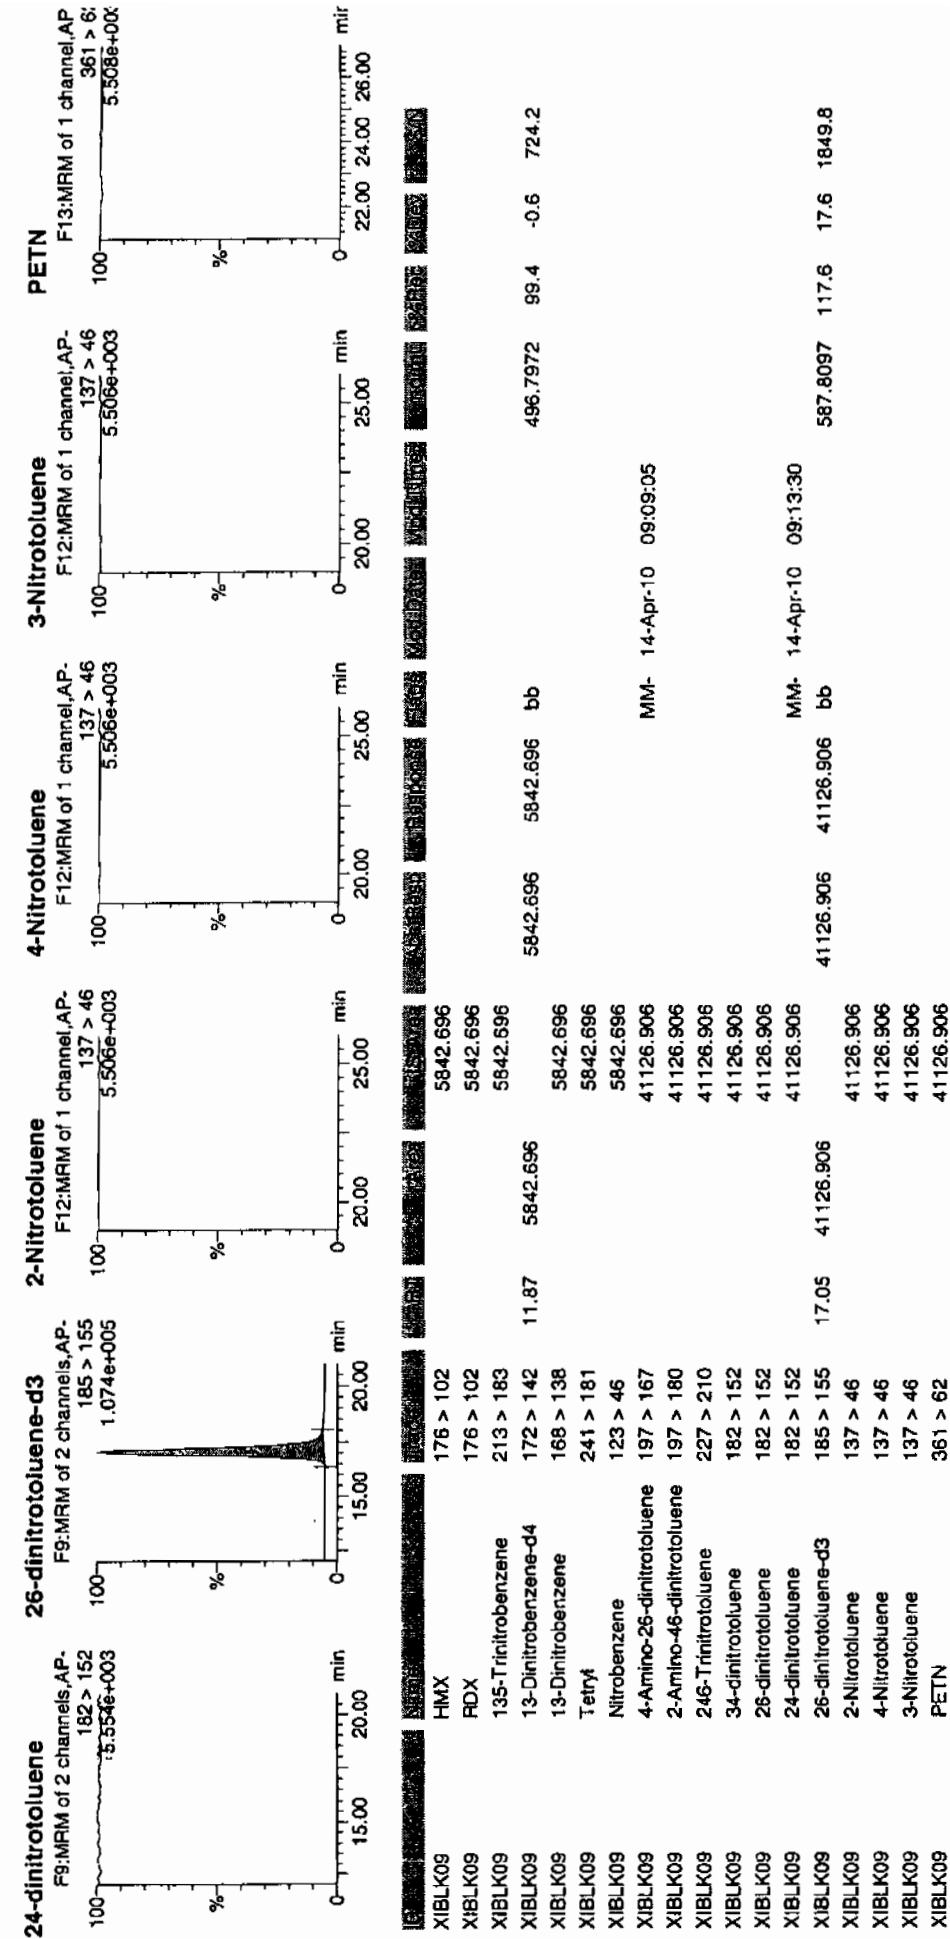 24-dinitrotoluene
F9:MRM of 2 channels,AP-
182 > 152
5.554e+003
100
%
0
15.00 20.00 min
26-dinitrotoluene-d3
F9:MRM of 2 channels,AP-
185 > 155
1.074e+005
100
%
0
15.00 20.00 min
2-Nitrotoluene
F12:MRM of 1 channel,AP-
137 > 46
5.506e+003
100
%
0
20.00 25.00 min
4-Nitrotoluene
F12:MRM of 1 channel,AP-
137 > 46
5.506e+003
100
%
0
20.00 25.00 min
3-Nitrotoluene
F12:MRM of 1 channel,AP-
137 > 46
5.506e+003
100
%
0
20.00 25.00 min
PETN
F13:MRM of 1 channel,AP
361 > 62
5.508e+003
100
%
0
22.00 24.00 26.00 min
XIBLK09 HMX 176 > 102 5842.696
XIBLK09 RDX 176 > 102 5842.696
XIBLK09 135-Trinitrobenzene 213 > 183 5842.696
XIBLK09 13-Dinitrobenzene-d4 172 > 142 11.87 5842.696 5842.696 5842.696 bb 496.7972 99.4 -0.6 724.2
XIBLK09 13-Dinitrobenzene 168 > 138 5842.696
XIBLK09 Tetryl 241 > 181 5842.696
XIBLK09 Nitrobenzene 123 > 46 5842.696
XIBLK09 4-Amino-26-dinitrotoluene 197 > 167 41126.906 MM- 14-Apr-10 09:09:05
XIBLK09 2-Amino-46-dinitrotoluene 197 > 180 41126.906
XIBLK09 246-Trinitrotoluene 227 > 210 41126.906
XIBLK09 34-dinitrotoluene 182 > 152 41126.906
XIBLK09 26-dinitrotoluene 182 > 152 41126.906
XIBLK09 24-dinitrotoluene 182 > 152 41126.906 MM- 14-Apr-10 09:13:30
XIBLK09 26-dinitrotoluene-d3 185 > 155 17.05 41126.906 41126.906 41126.906 bb 587.8097 117.6 17.6 1849.8
XIBLK09 2-Nitrotoluene 137 > 46 41126.906
XIBLK09 4-Nitrotoluene 137 > 46 41126.906
XIBLK09 3-Nitrotoluene 137 > 46 41126.906
XIBLK09 PETN 361 > 62 41126.906